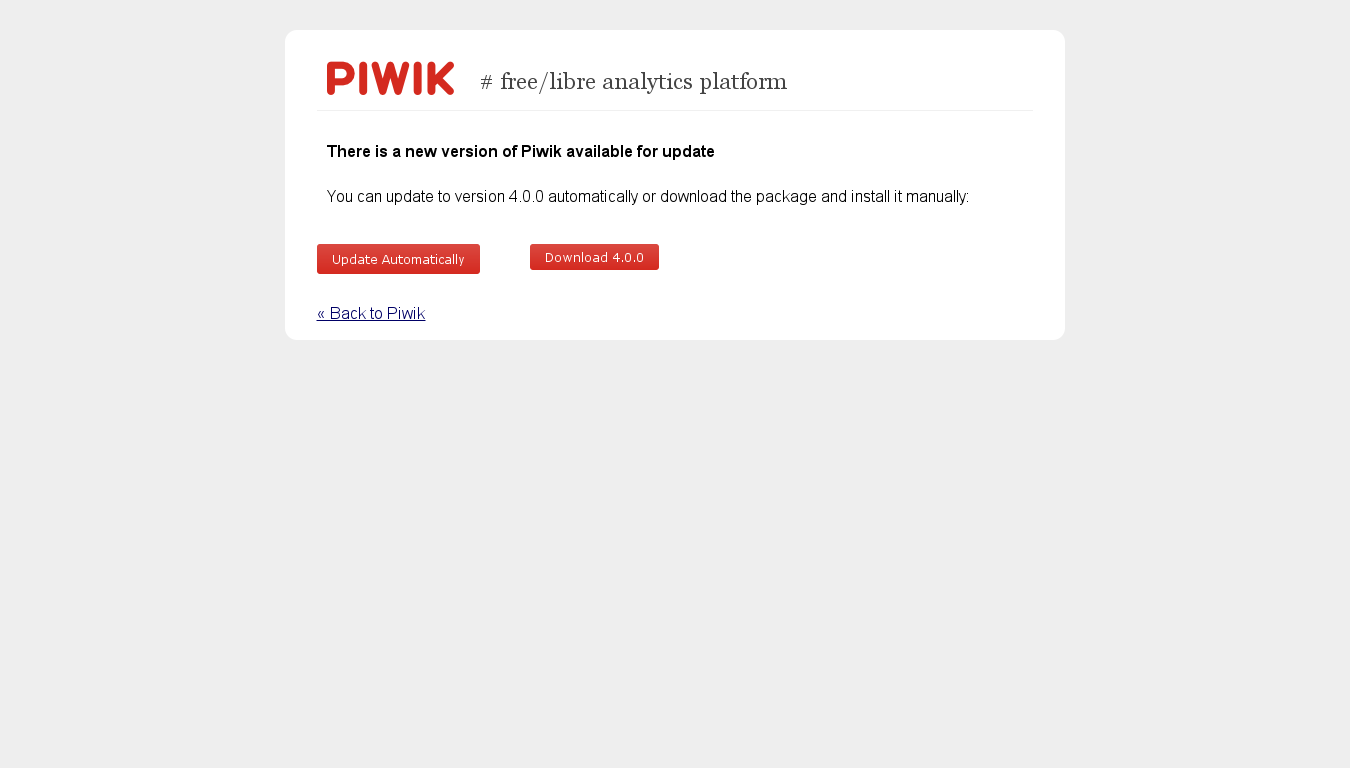 PIWIK # free/libre analytics platform
There is a new version of Piwik available for update
You can update to version 4.0.0 automatically or download the package and install it manually:
Update Automatically Download 4.0.0
« Back to Piwik